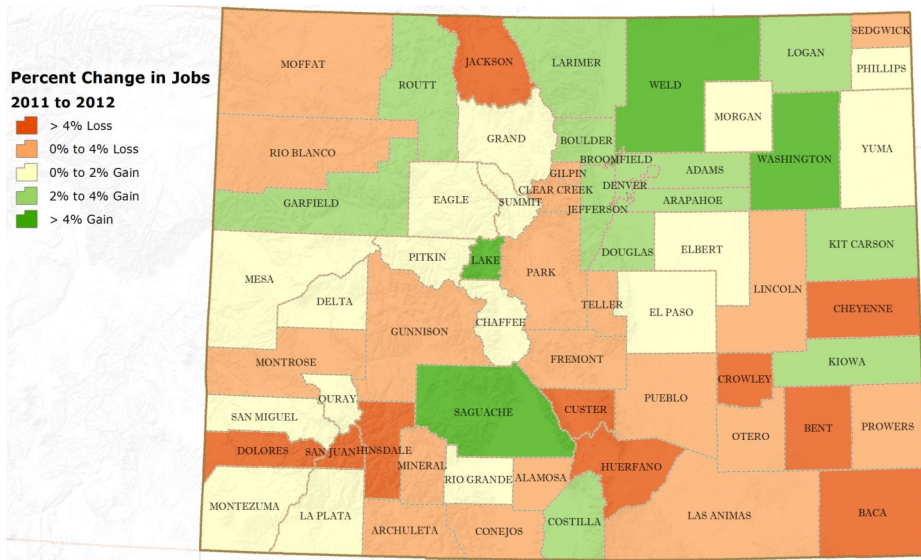 Percent Change in Jobs
2011 to 2012
> 4% Loss
0% to 4% Loss
0% to 2% Gain
2% to 4% Gain
> 4% Gain
MOFFAT
ROUTT
JACKSON
LARIMER
WELD
LOGAN
SEDGWICK
PHILLIPS
MORGAN
GRAND
BOULDER
RIO BLANCO
BROOMFIELD
WASHINGTON
YUMA
GILPIN
ADAMS
CLEAR CREEK
DENVER
GARFIELD
EAGLE
SUMMIT
JEFFERSON
ARAPAHOE
PITKIN
LAKE
DOUGLAS
ELBERT
KIT CARSON
MESA
PARK
DELTA
TELLER
LINCOLN
CHEYENNE
GUNNISON
CHAFFEE
EL PASO
MONTROSE
FREMONT
KIOWA
OURAY
CROWLEY
SAN MIGUEL
SAGUACHE
CUSTER
PUEBLO
OTERO
BENT
PROWERS
DOLORES
SAN JUAN
HINSDALE
MINERAL
HUERFANO
RIO GRANDE
ALAMOSA
MONTEZUMA
LA PLATA
ARCHULETA
CONEJOS
COSTILLA
LAS ANIMAS
BACA